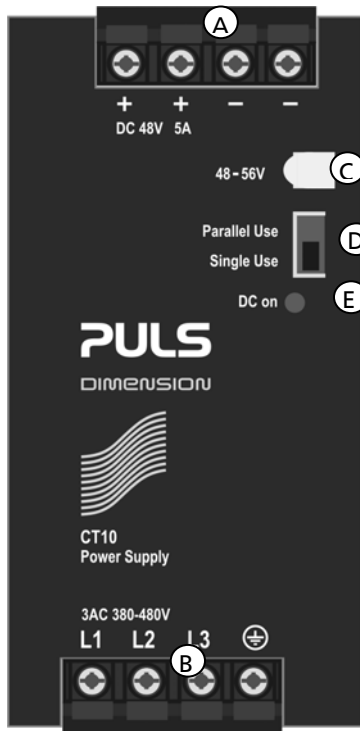 A
+ + – –
DC 48V 5A
48-56V
C
Parallel Use
D
Single Use
DC on
E
PULS
DIMENSION
CT10
Power Supply
3AC 380-480V
L1 L2 L3
B